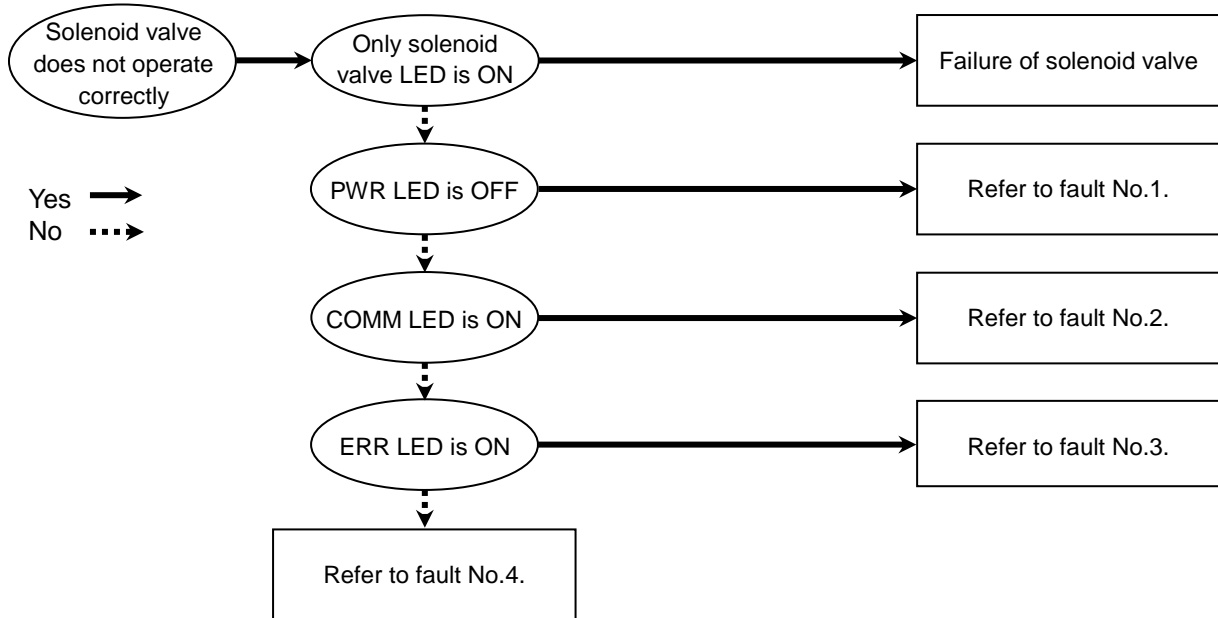 Solenoid valve
does not operate
correctly
Only solenoid
valve LED is ON
Failure of solenoid valve
PWR LED is OFF
Refer to fault No.1.
Yes
No
COMM LED is ON
Refer to fault No.2.
ERR LED is ON
Refer to fault No.3.
Refer to fault No.4.